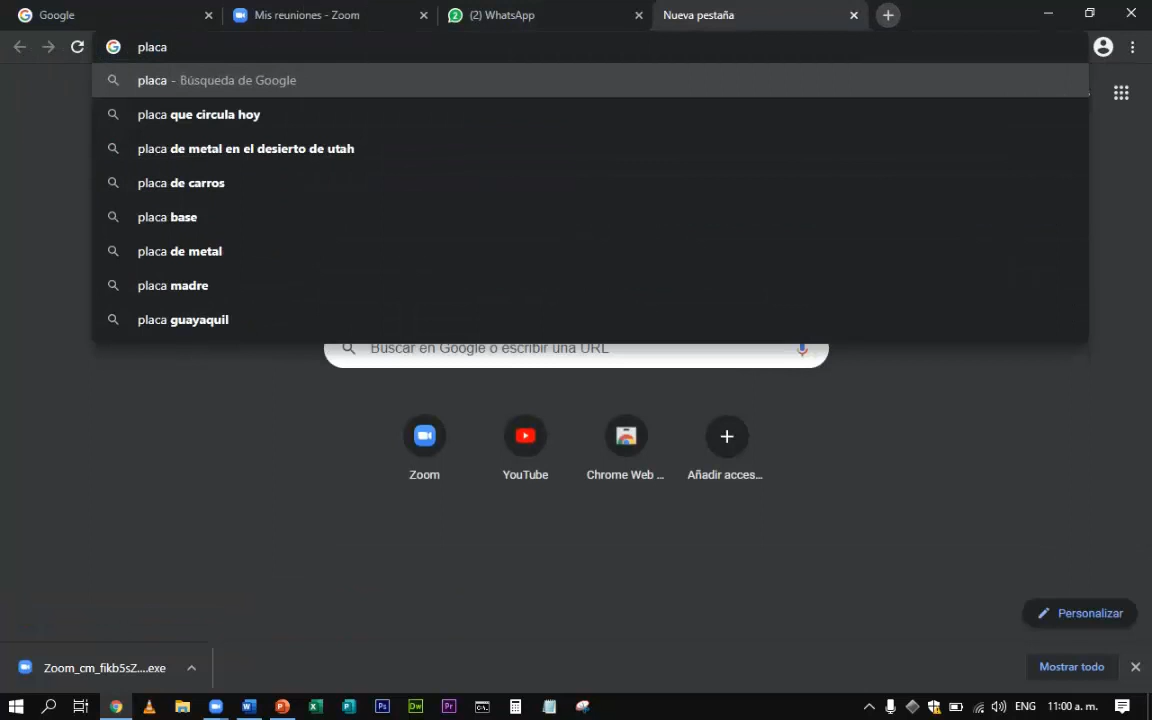 Google
Mis reuniones - Zoom
(2) WhatsApp
Nueva pestaña
placa
placa - Búsqueda de Google
placa que circula hoy
placa de metal en el desierto de utah
placa de carros
placa base
placa de metal
placa madre
placa guayaquil
Buscar en Google o escribir una URL
Zoom
YouTube
Chrome Web ...
Añadir acces...
Personalizar
Zoom_cm_fikb5sZ....exe
Mostrar todo
ENG
11:00 a. m.